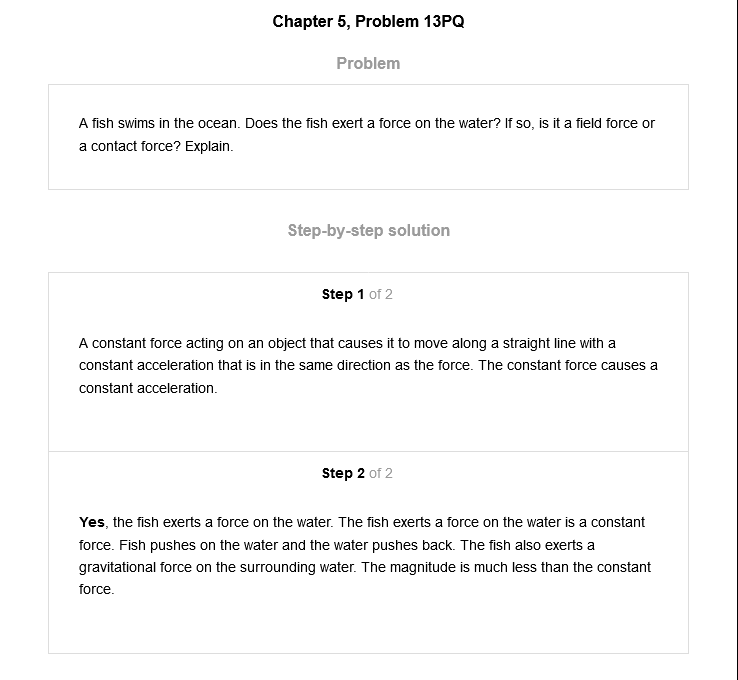 Chapter 5, Problem 13PQ
Problem
A fish swims in the ocean. Does the fish exert a force on the water? If so, is it a field force or
a contact force? Explain.
Step-by-step solution
Step 1 of 2
A constant force acting on an object that causes it to move along a straight line with a
constant acceleration that is in the same direction as the force. The constant force causes a
constant acceleration.
Step 2 of 2
Yes, the fish exerts a force on the water. The fish exerts a force on the water is a constant
force. Fish pushes on the water and the water pushes back. The fish also exerts a
gravitational force on the surrounding water. The magnitude is much less than the constant
force.